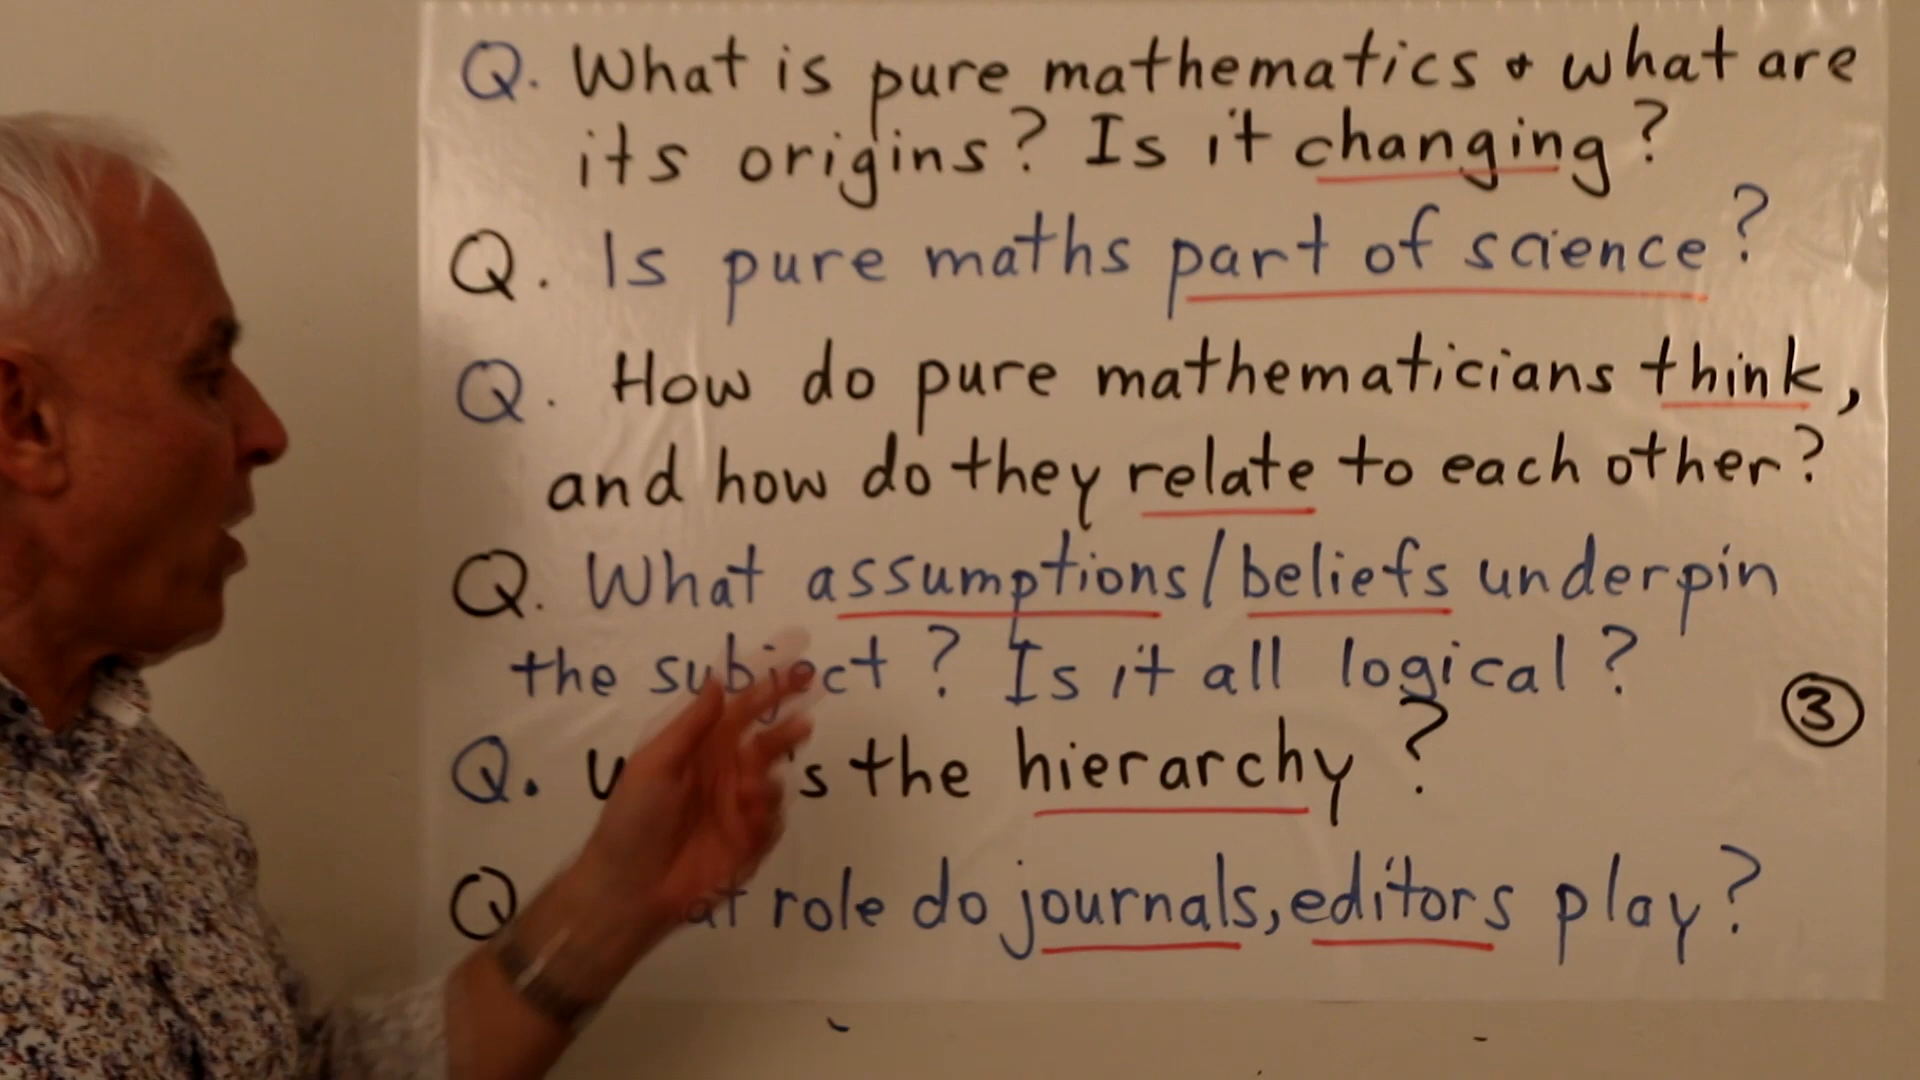 Q. What is pure mathematics & what are
its origins? Is it changing?
Q. Is pure maths part of science?
Q. How do pure mathematicians think,
and how do they relate to each other?
Q. What assumptions/beliefs underpin
the subject? Is it all logical?
3
Q. the hierarchy?
Q role do journals, editors play?